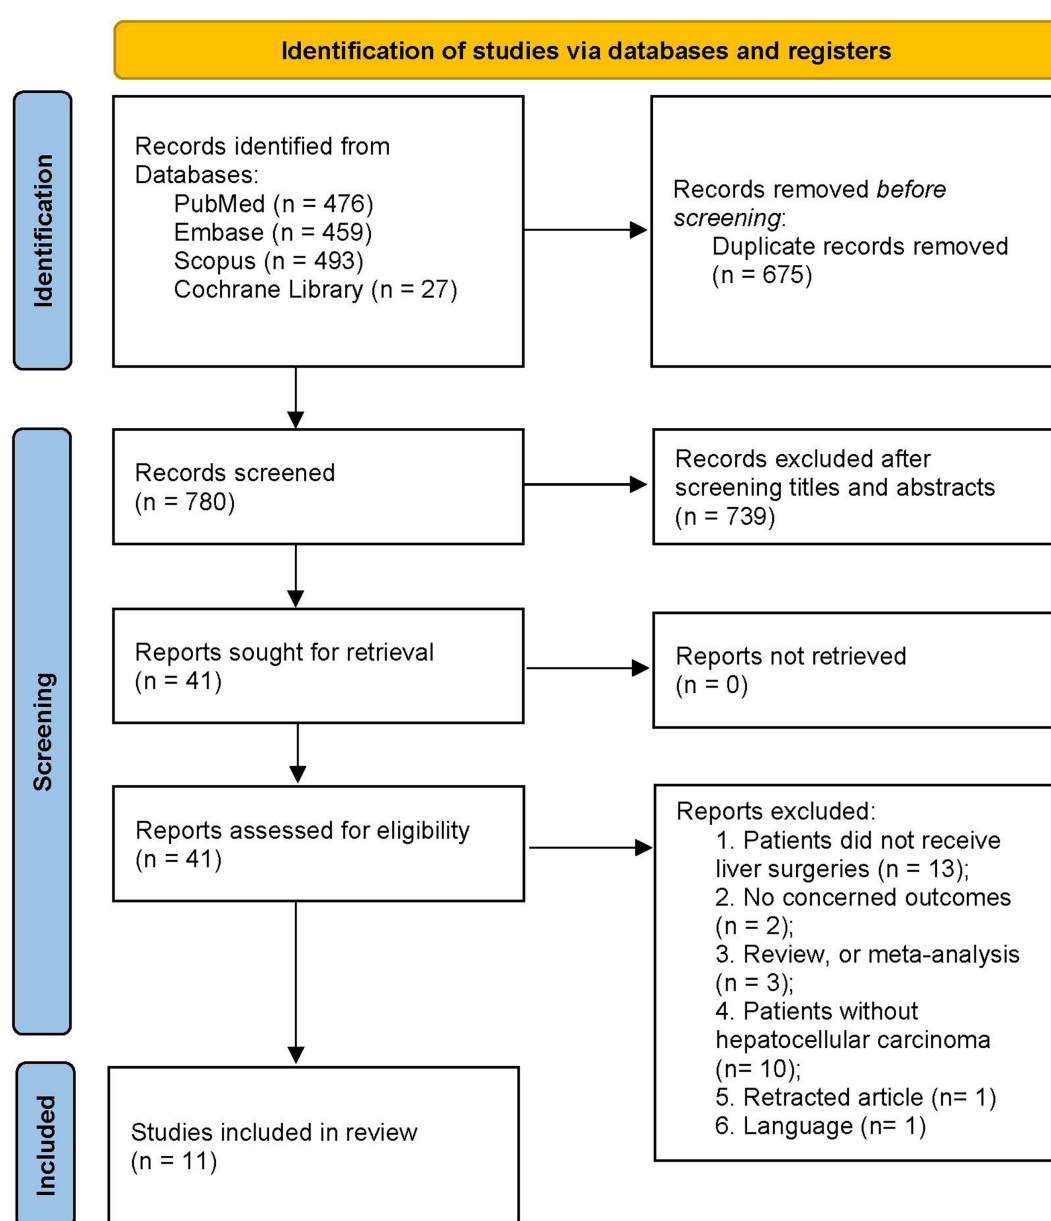 Identification of studies via databases and registers
Identification
Records identified from
Databases:
PubMed (n = 476)
Embase (n = 459)
Scopus (n = 493)
Cochrane Library (n = 27)
Records removed before
screening:
Duplicate records removed
(n = 675)
Screening
Records screened
(n = 780)
Records excluded after
screening titles and abstracts
(n = 739)
Reports sought for retrieval
(n = 41)
Reports not retrieved
(n = 0)
Reports assessed for eligibility
(n = 41)
Reports excluded:
1. Patients did not receive
liver surgeries (n = 13);
2. No concerned outcomes
(n = 2);
3. Review, or meta-analysis
(n = 3);
4. Patients without
hepatocellular carcinoma
(n= 10);
5. Retracted article (n= 1)
6. Language (n= 1)
Included
Studies included in review
(n = 11)